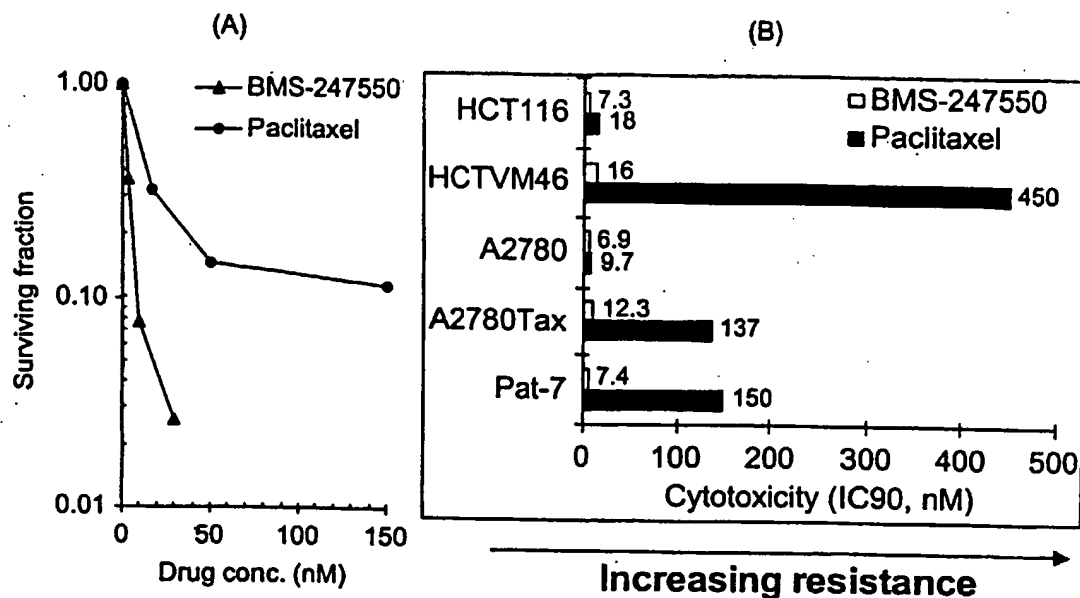 (A)
Surviving fraction
1.00
0.10
0.01
BMS-247550
Paclitaxel
0 50 100 150
Drug conc. (nM)
(B)
BMS-247550
Paclitaxel
HCT116 7.3
18
HCTVM46 16
450
A2780 6.9
9.7
A2780Tax 12.3
137
Pat-7 7.4
150
0 100 200 300 400 500
Cytotoxicity (IC90, nM)
Increasing resistance